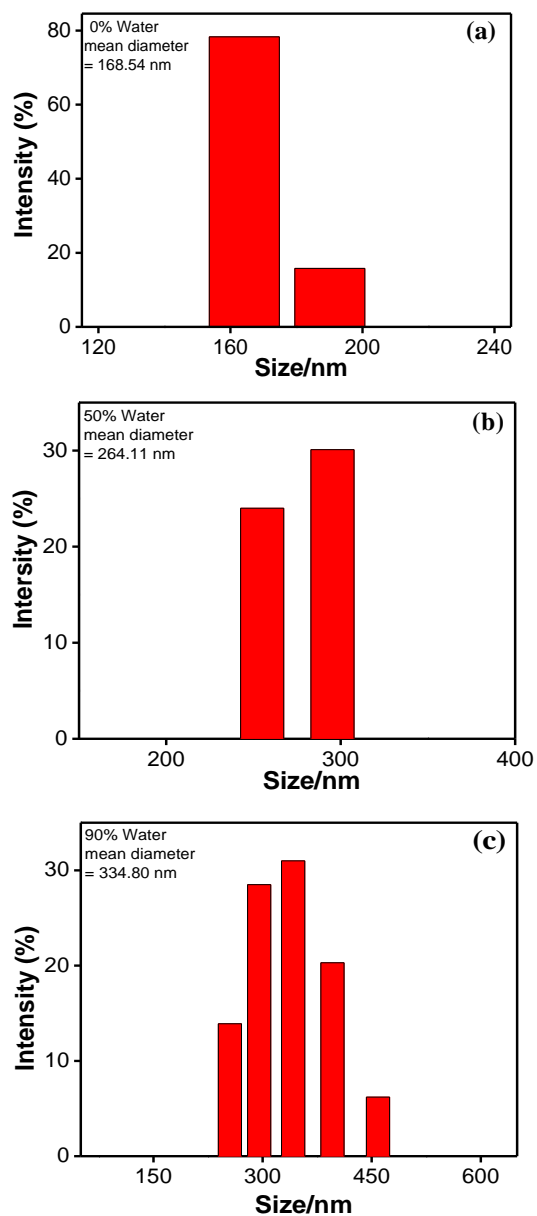 0% Water
mean diameter
= 168.54 nm
(a)
Intensity (%)
80
60
40
20
0
120 160 200 240
Size/nm
50% Water
mean diameter
= 264.11 nm
(b)
Intersity (%)
30
20
10
0
200 300 400
Size/nm
90% Water
mean diameter
= 334.80 nm
(c)
Intensity (%)
30
20
10
0
150 300 450 600
Size/nm